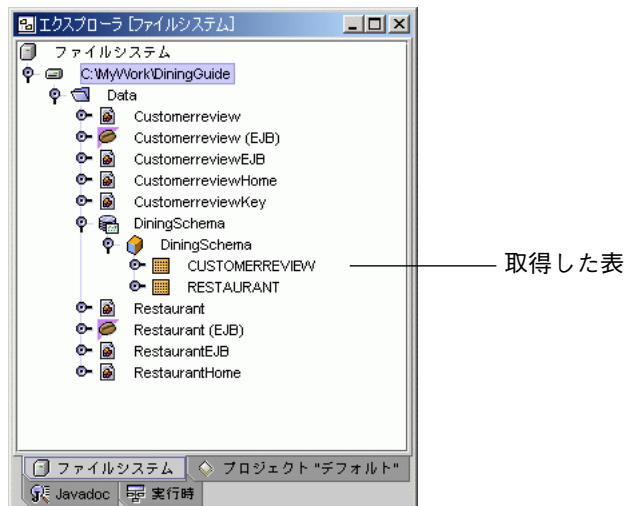 エクスプローラ [ファイルシステム]
ファイルシステム
C:\MyWork\DiningGuide
Data
Customerreview
Customerreview (EJB)
CustomerreviewEJB
CustomerreviewHome
CustomerreviewKey
DiningSchema
DiningSchema
CUSTOMERREVIEW
RESTAURANT
Restaurant
Restaurant (EJB)
RestaurantEJB
RestaurantHome
取得した表
ファイルシステム プロジェクト "デフォルト"
Javadoc 実行時